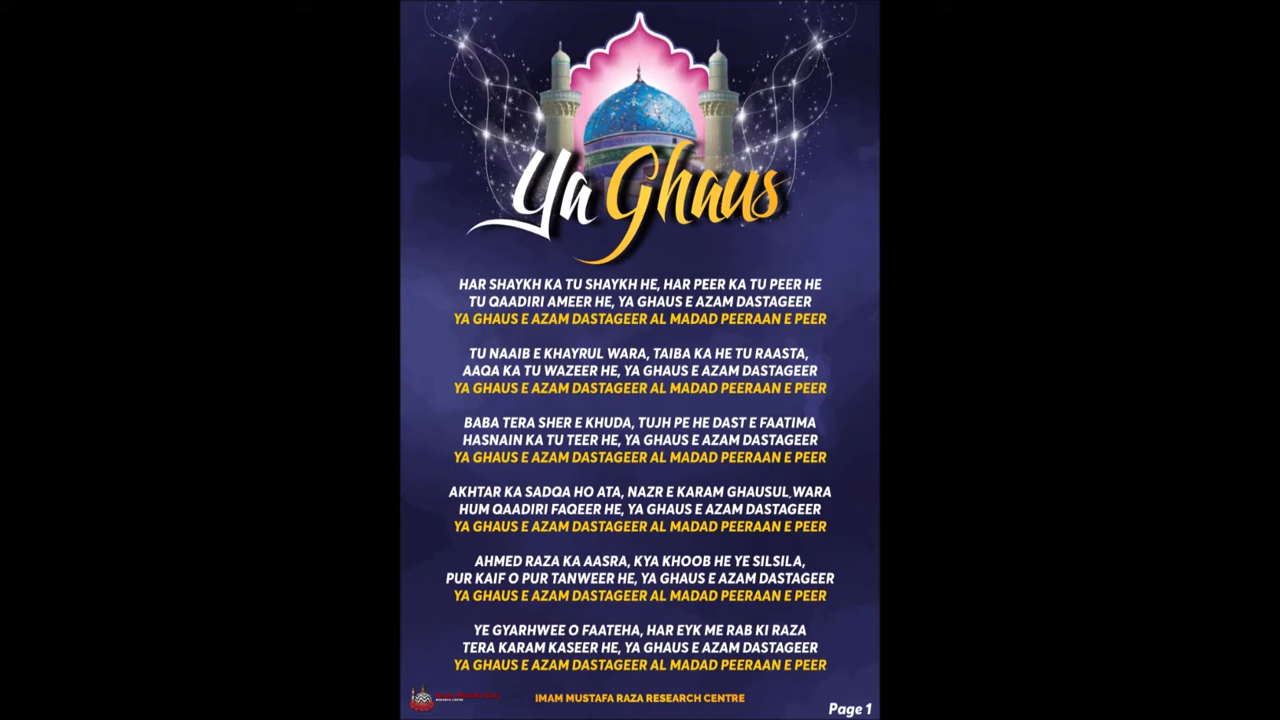 Ya Ghaus
HAR SHAYKH KA TU SHAYKH HE, HAR PEER KA TU PEER HE
TU QAADIRI AMEER HE, YA GHAUS E AZAM DASTAGEER
YA GHAUS E AZAM DASTAGEER AL MADAD PEERAAN E PEER
TU NAAIB E KHAYRUL WARA, TAIBA KA HE TU RAASTA,
AAQA KA TU WAZEER HE, YA GHAUS E AZAM DASTAGEER
YA GHAUS E AZAM DASTAGEER AL MADAD PEERAAN E PEER
BABA TERA SHER E KHUDA, TUJH PE HE DAST E FAATIMA
HASNAIN KA TU TEER HE, YA GHAUS E AZAM DASTAGEER
YA GHAUS E AZAM DASTAGEER AL MADAD PEERAAN E PEER
AKHTAR KA SADQA HO ATA, NAZR E KARAM GHAUSUL WARA
HUM QAADIRI FAQEER HE, YA GHAUS E AZAM DASTAGEER
YA GHAUS E AZAM DASTAGEER AL MADAD PEERAAN E PEER
AHMED RAZA KA AASRA, KYA KHOOB HE YE SILSILA,
PUR KAIF O PUR TANWEER HE, YA GHAUS E AZAM DASTAGEER
YA GHAUS E AZAM DASTAGEER AL MADAD PEERAAN E PEER
YE GYARHWEE O FAATEHA, HAR EYK ME RAB KI RAZA
TERA KARAM KASEER HE, YA GHAUS E AZAM DASTAGEER
YA GHAUS E AZAM DASTAGEER AL MADAD PEERAAN E PEER
IMAM MUSTAFA RAZA RESEARCH CENTRE
Page 1